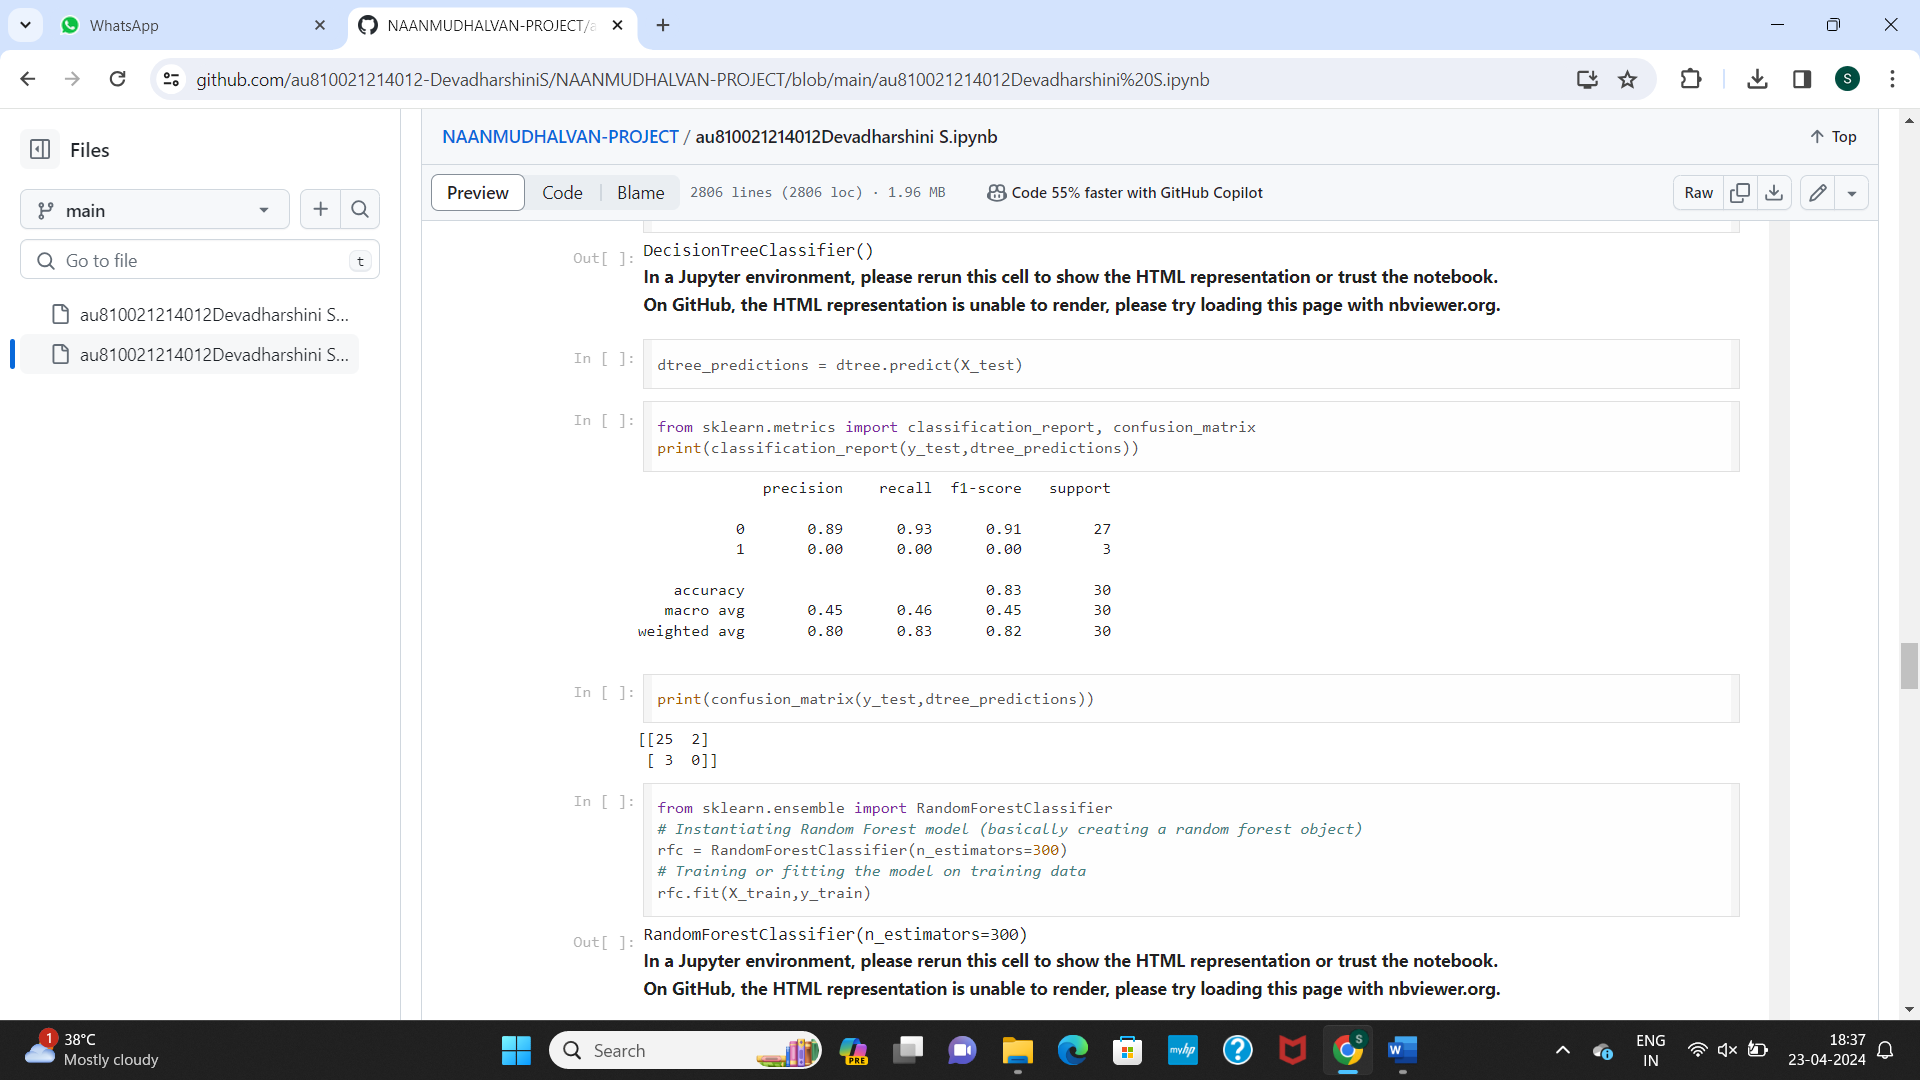 WhatsApp
NAANMUDHALVAN-PROJECT/a
github.com/au810021214012-DevadharshiniS/NAANMUDHALVAN-PROJECT/blob/main/au810021214012Devadharshini%20S.ipynb
S
Files
main
Go to file
t
au810021214012Devadharshini S...
au810021214012Devadharshini S...
NAANMUDHALVAN-PROJECT / au810021214012Devadharshini S.ipynb
Top
Preview
Code
Blame
2806 lines (2806 loc) · 1.96 MB
Code 55% faster with GitHub Copilot
Raw
Out[ ]:
DecisionTreeClassifier()
In a Jupyter environment, please rerun this cell to show the HTML representation or trust the notebook.
On GitHub, the HTML representation is unable to render, please try loading this page with nbviewer.org.
In [ ]:
dtree_predictions = dtree.predict(X_test)
In [ ]:
from sklearn.metrics import classification_report, confusion_matrix
print(classification_report(y_test,dtree_predictions))
precision recall f1-score support
0 0.89 0.93 0.91 27
1 0.00 0.00 0.00 3
accuracy 0.83 30
macro avg 0.45 0.46 0.45 30
weighted avg 0.80 0.83 0.82 30
In [ ]:
print(confusion_matrix(y_test,dtree_predictions))
[[25 2]
[ 3 0]]
In [ ]:
from sklearn.ensemble import RandomForestClassifier
# Instantiating Random Forest model (basically creating a random forest object)
rfc = RandomForestClassifier(n_estimators=300)
# Training or fitting the model on training data
rfc.fit(X_train,y_train)
Out[ ]:
RandomForestClassifier(n_estimators=300)
In a Jupyter environment, please rerun this cell to show the HTML representation or trust the notebook.
On GitHub, the HTML representation is unable to render, please try loading this page with nbviewer.org.
1
38°C
Mostly cloudy
Search
PRE
myhp
S
W
ENG
IN
18:37
23-04-2024